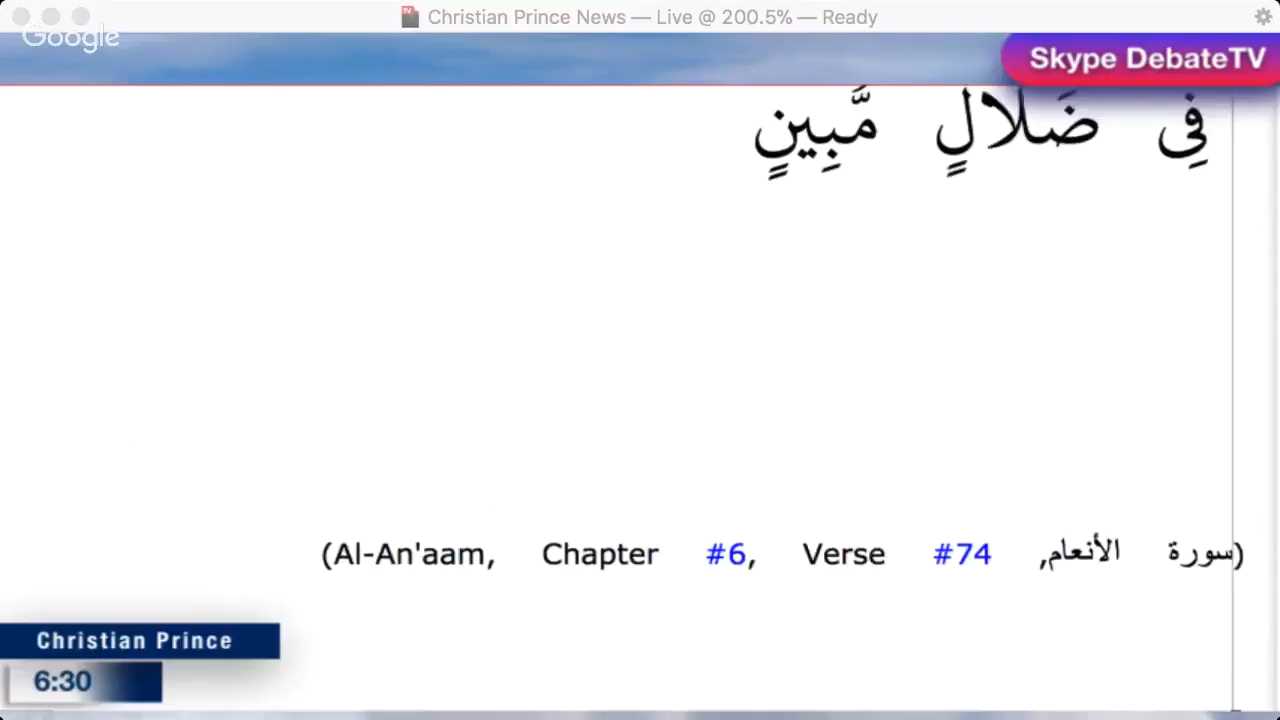 Christian Prince News — Live @ 200.5% — Ready
Google
Skype DebateTV
فِى ضَلَالٍ مَّبِينٍ
(Al-An'aam, Chapter #6, Verse #74 سورة الأنعام,)
Christian Prince
6:30